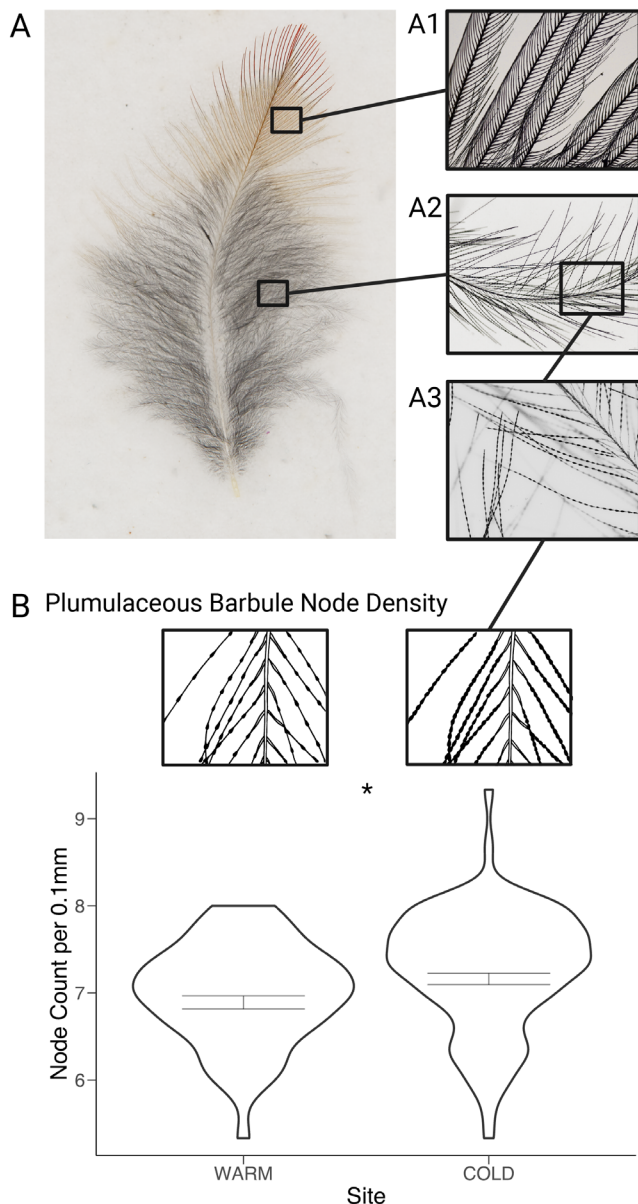 A
A1
A2
A3
B Plumulaceous Barbule Node Density
*
Node Count per 0.1mm
9
8
7
6
WARM COLD
Site